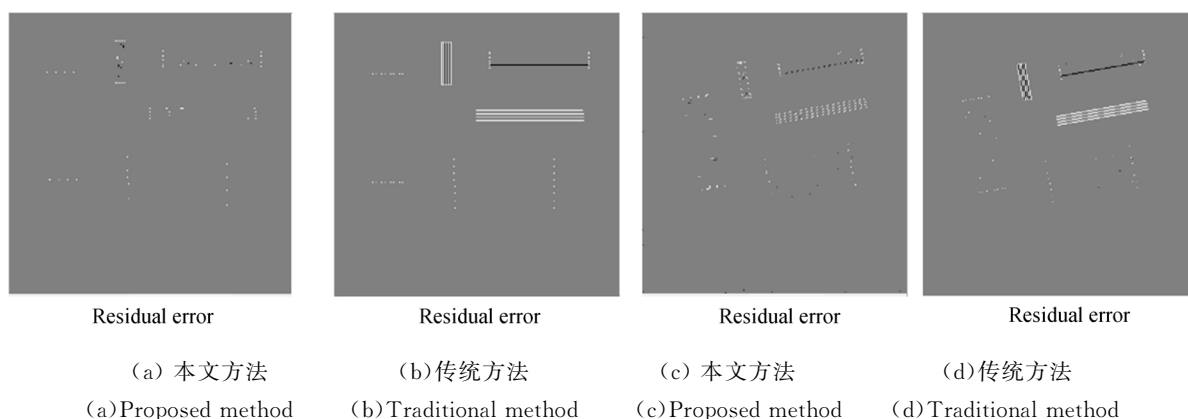 Residual error Residual error Residual error Residual error
(a) 本文方法 (b)传统方法 (c) 本文方法 (d)传统方法
(a)Proposed method (b)Traditional method (c)Proposed method (d)Traditional method